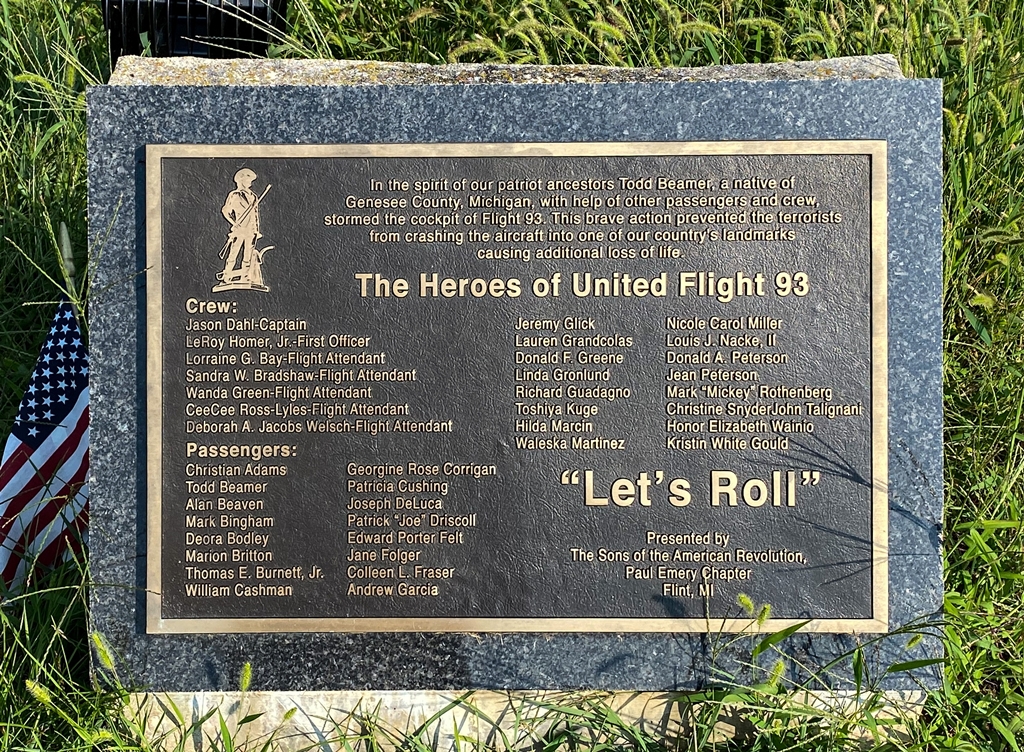 In the spirit of our patriot ancestors Todd Beamer, a native of
Genesee County, Michigan, with help of other passengers and crew,
stormed the cockpit of Flight 93. This brave action prevented the terrorists
from crashing the aircraft into one of our country's landmarks
causing additional loss of life.
The Heroes of United Flight 93
Crew:
Jason Dahl-Captain
LeRoy Homer, Jr.-First Officer
Lorraine G. Bay-Flight Attendant
Sandra W. Bradshaw-Flight Attendant
Wanda Green-Flight Attendant
CeeCee Ross-Lyles-Flight Attendant
Deborah A. Jacobs Welsch-Flight Attendant
Passengers:
Christian Adams
Todd Beamer
Alan Beaven
Mark Bingham
Deora Bodley
Marion Britton
Thomas E. Burnett, Jr.
William Cashman
Georgine Rose Corrigan
Patricia Cushing
Joseph DeLuca
Patrick "Joe" Driscoll
Edward Porter Felt
Jane Folger
Colleen L. Fraser
Andrew Garcia
Jeremy Glick
Lauren Grandcolas
Donald F. Greene
Linda Gronlund
Richard Guadagno
Toshiya Kuge
Hilda Marcin
Waleska Martinez
Nicole Carol Miller
Louis J. Nacke, II
Donald A. Peterson
Jean Peterson
Mark "Mickey" Rothenberg
Christine SnyderJohn Talignani
Honor Elizabeth Wainio
Kristin White Gould
"Let's Roll"
Presented by
The Sons of the American Revolution,
Paul Emery Chapter
Flint, MI